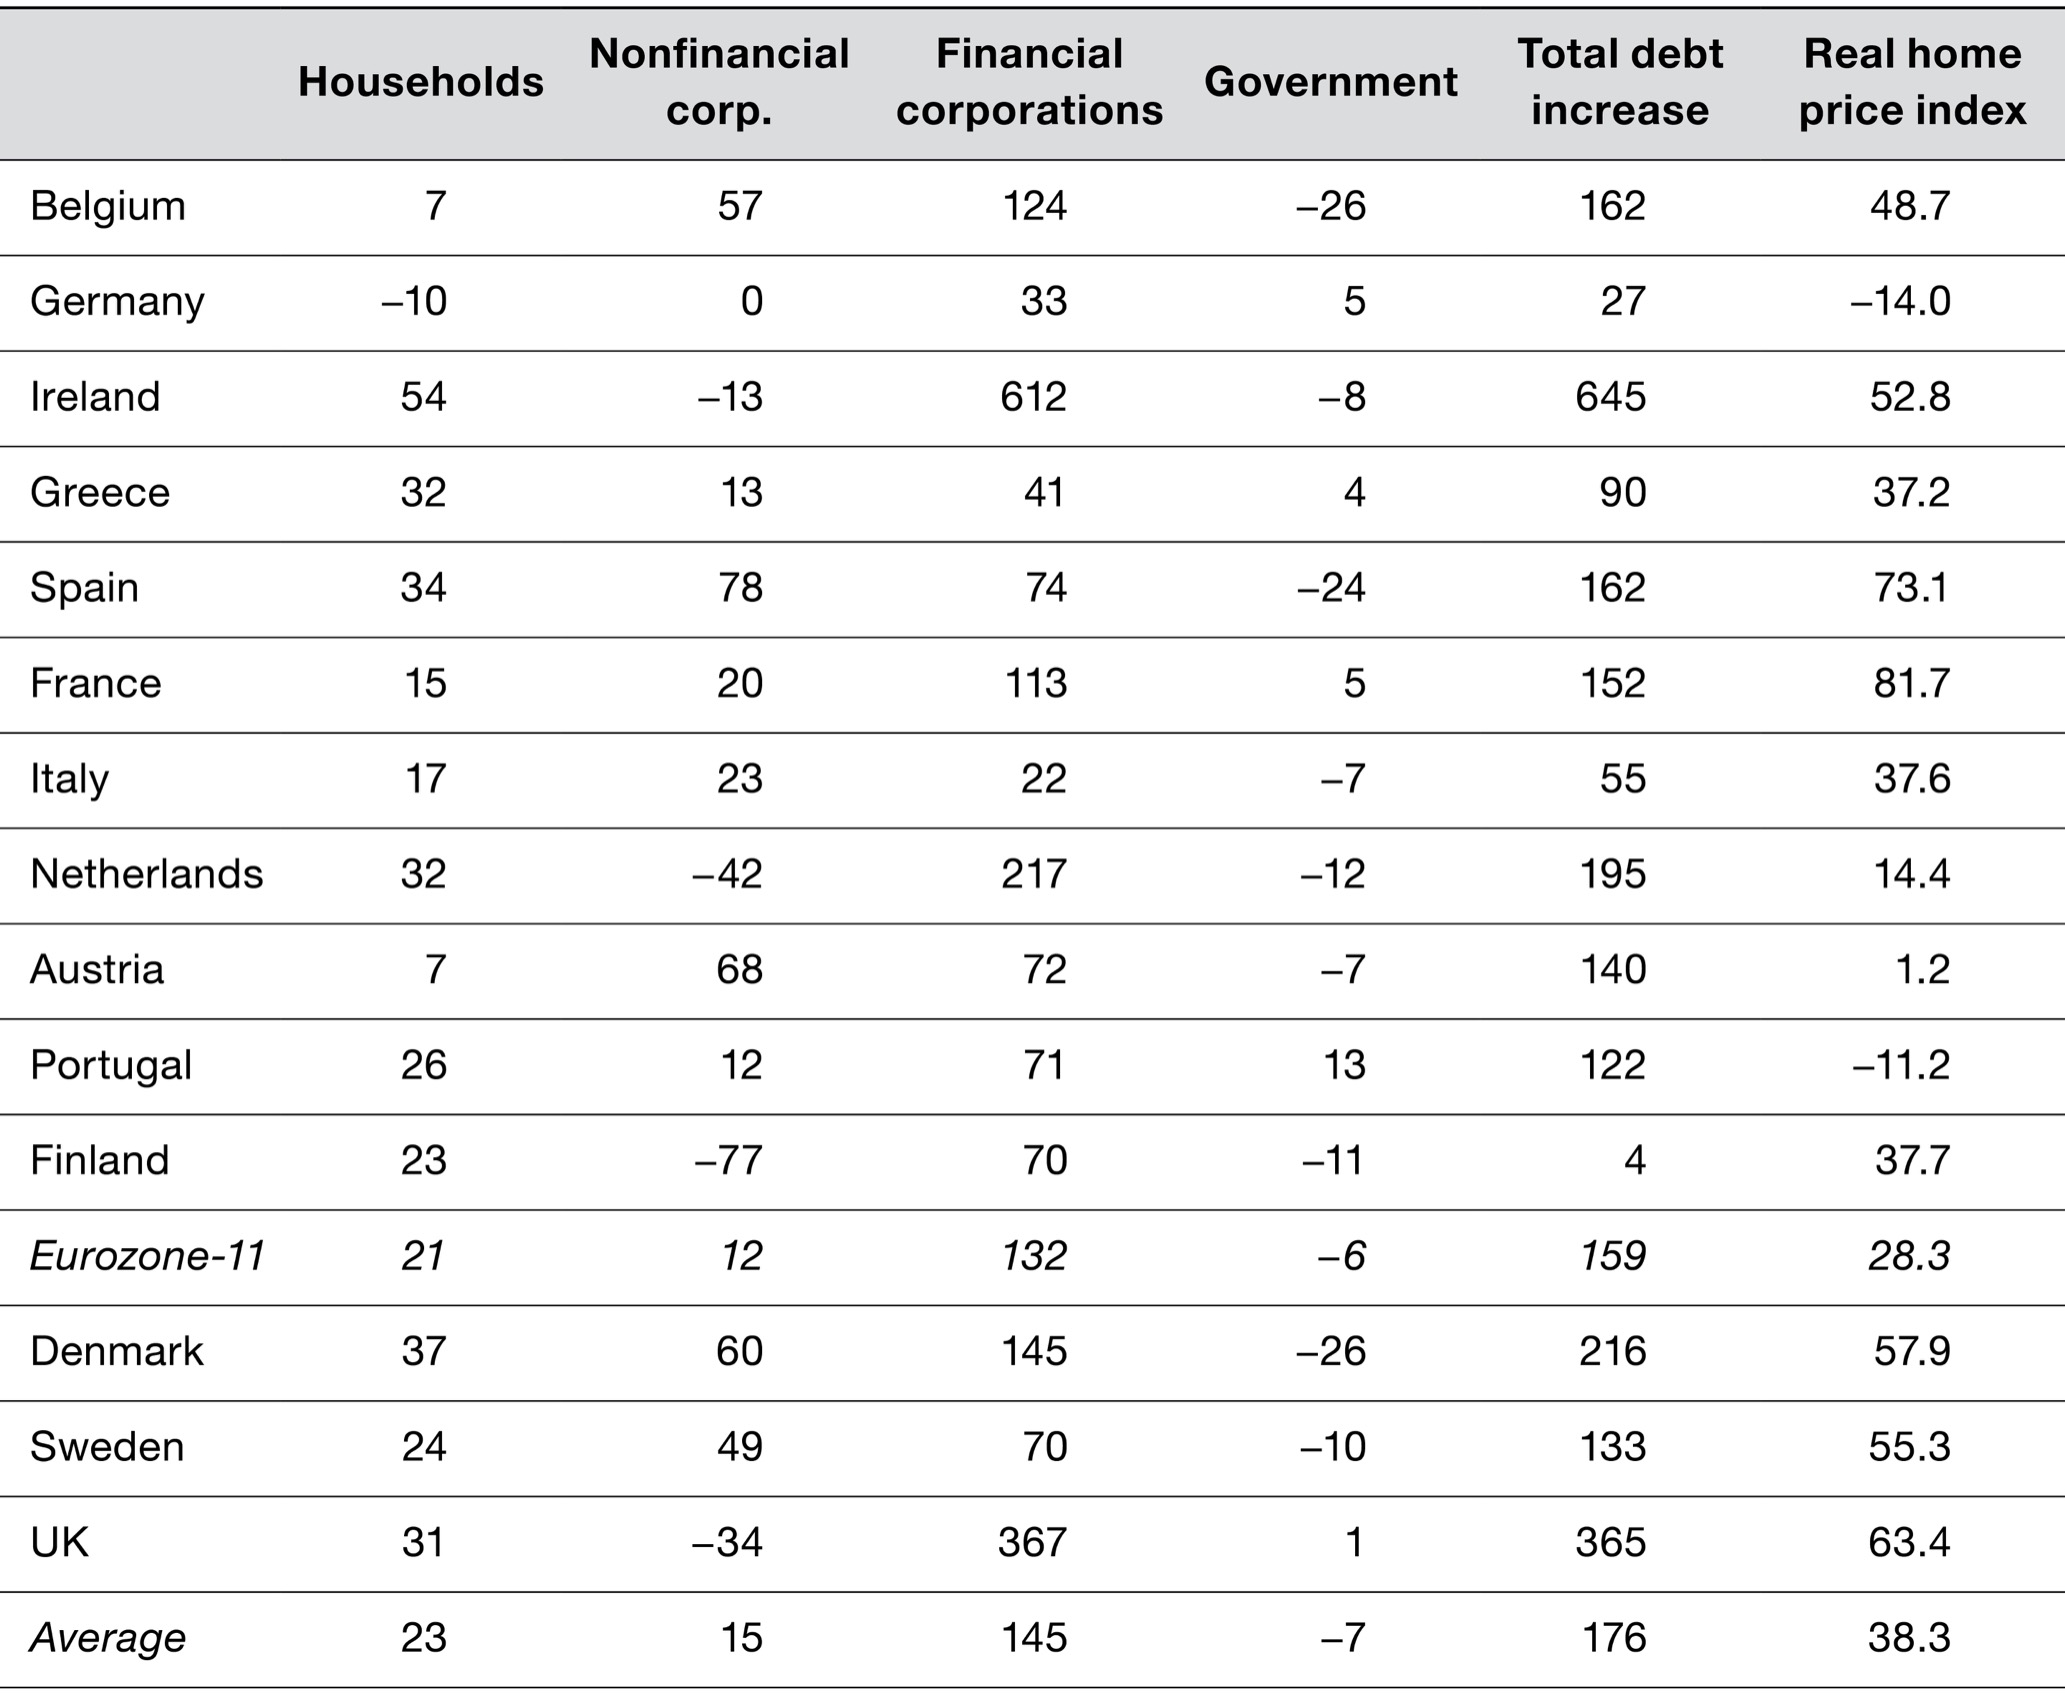 Households Nonfinancial corp. Financial corporations Government Total debt increase Real home price index
Belgium 7 57 124 –26 162 48.7
Germany –10 0 33 5 27 –14.0
Ireland 54 –13 612 –8 645 52.8
Greece 32 13 41 4 90 37.2
Spain 34 78 74 –24 162 73.1
France 15 20 113 5 152 81.7
Italy 17 23 22 –7 55 37.6
Netherlands 32 –42 217 –12 195 14.4
Austria 7 68 72 –7 140 1.2
Portugal 26 12 71 13 122 –11.2
Finland 23 –77 70 –11 4 37.7
Eurozone-11 21 12 132 –6 159 28.3
Denmark 37 60 145 –26 216 57.9
Sweden 24 49 70 –10 133 55.3
UK 31 –34 367 1 365 63.4
Average 23 15 145 –7 176 38.3